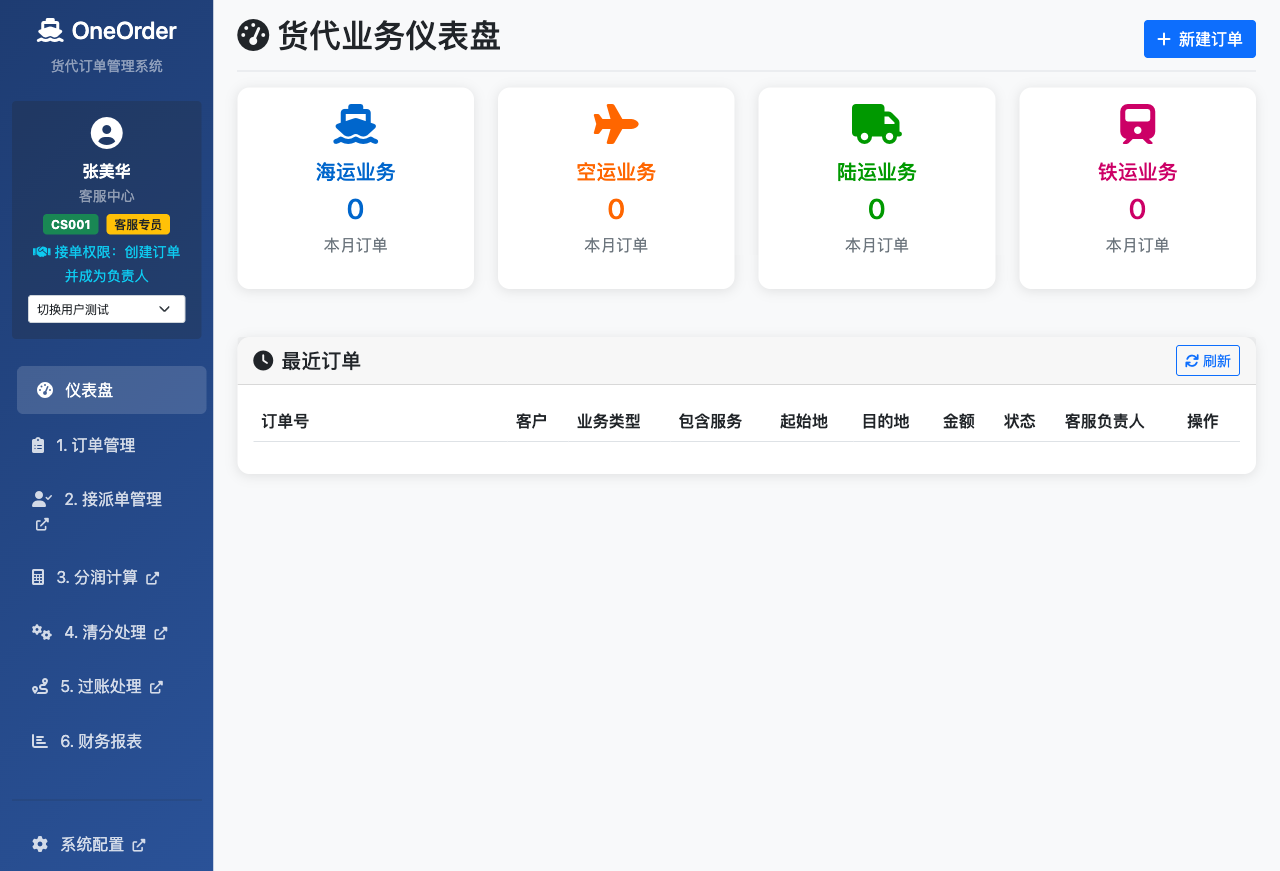 OneOrder
货代订单管理系统
张美华
客服中心
CS001 客服专员
接单权限：创建订单
并成为负责人
切换用户测试
仪表盘
1. 订单管理
2. 接派单管理
3. 分润计算
4. 清分处理
5. 过账处理
6. 财务报表
系统配置
货代业务仪表盘
新建订单
海运业务
0
本月订单
空运业务
0
本月订单
陆运业务
0
本月订单
铁运业务
0
本月订单
最近订单
刷新
订单号 客户 业务类型 包含服务 起始地 目的地 金额 状态 客服负责人 操作